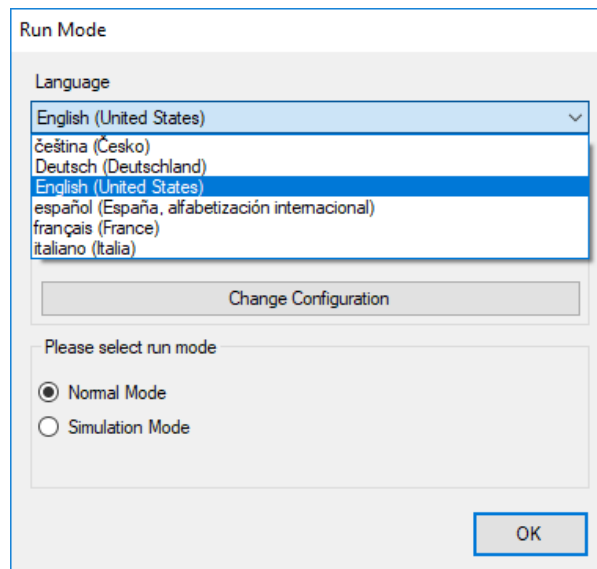 Run Mode
Language
English (United States)
čeština (Česko)
Deutsch (Deutschland)
English (United States)
español (España, alfabetización internacional)
français (France)
italiano (Italia)
Change Configuration
Please select run mode
Normal Mode
Simulation Mode
OK